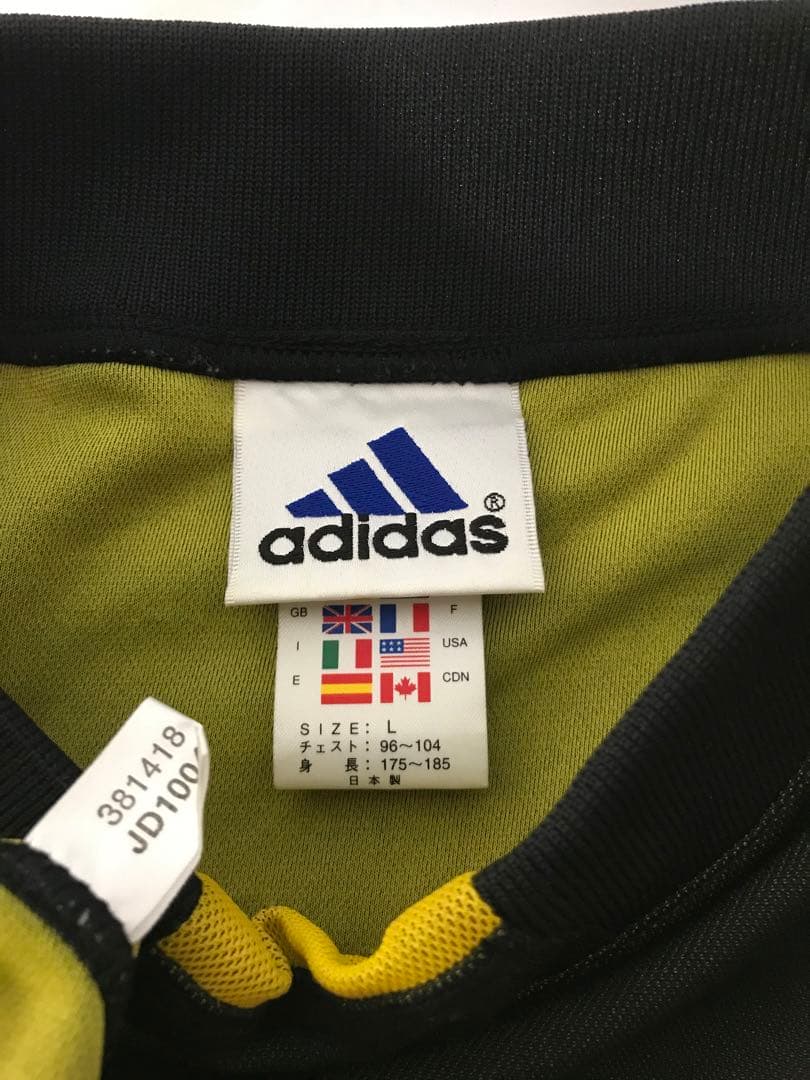 adidas®
GB F
I USA
E CDN
SIZE: L
チェスト: 96～104
身 長: 175～185
日本製
381418
JD100